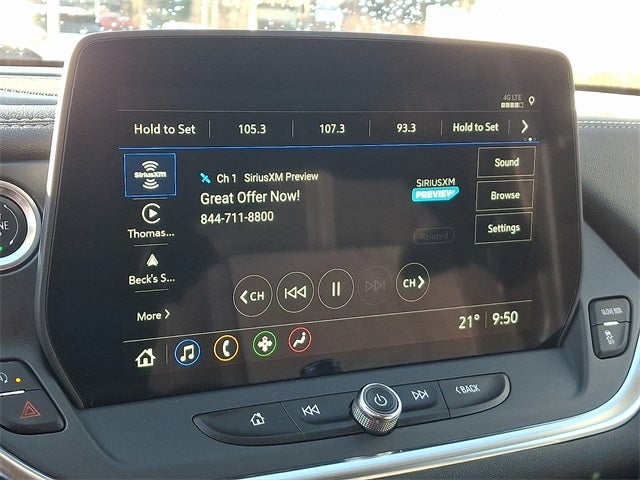 4G LTE
Hold to Set 105.3 107.3 93.3 Hold to Set
SiriusXM
Ch 1 SiriusXM Preview
Great Offer Now!
844-711-8800
SIRIUSXM
PREVIEW
Sound
Browse
Settings
Related
Thomas...
Beck's S...
More
CH
CH
21° 9:50
BACK
GLOVE BOX